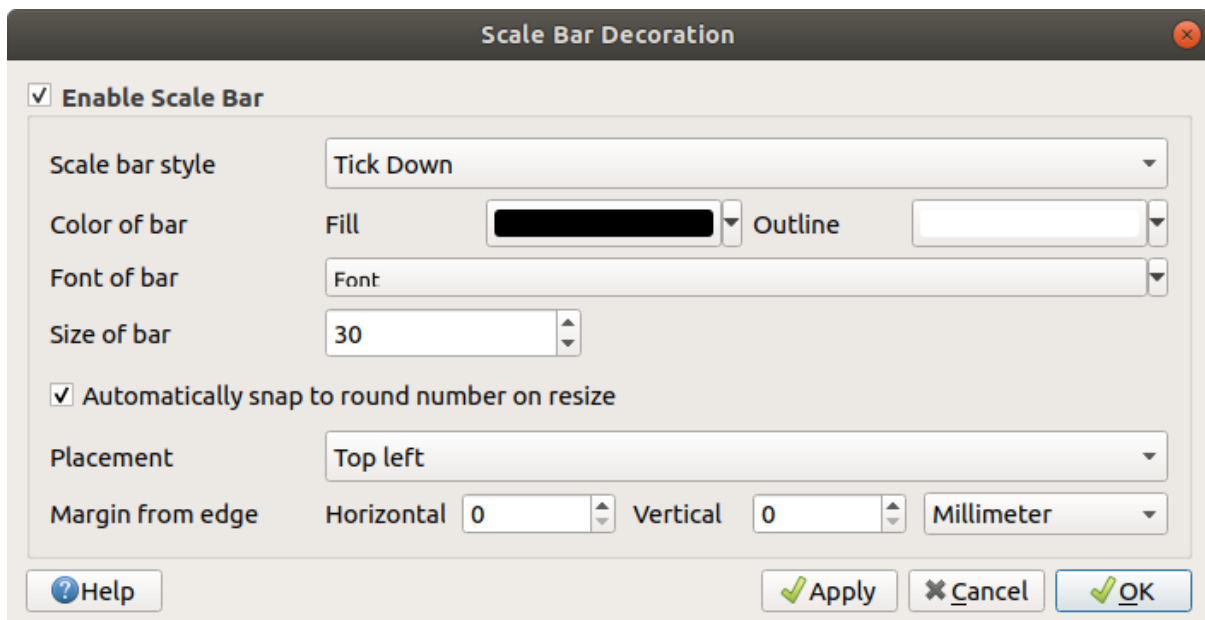 Scale Bar Decoration
Enable Scale Bar
Scale bar style Tick Down
Color of bar Fill Outline
Font of bar Font
Size of bar 30
Automatically snap to round number on resize
Placement Top left
Margin from edge Horizontal 0 Vertical 0 Millimeter
Help Apply Cancel OK